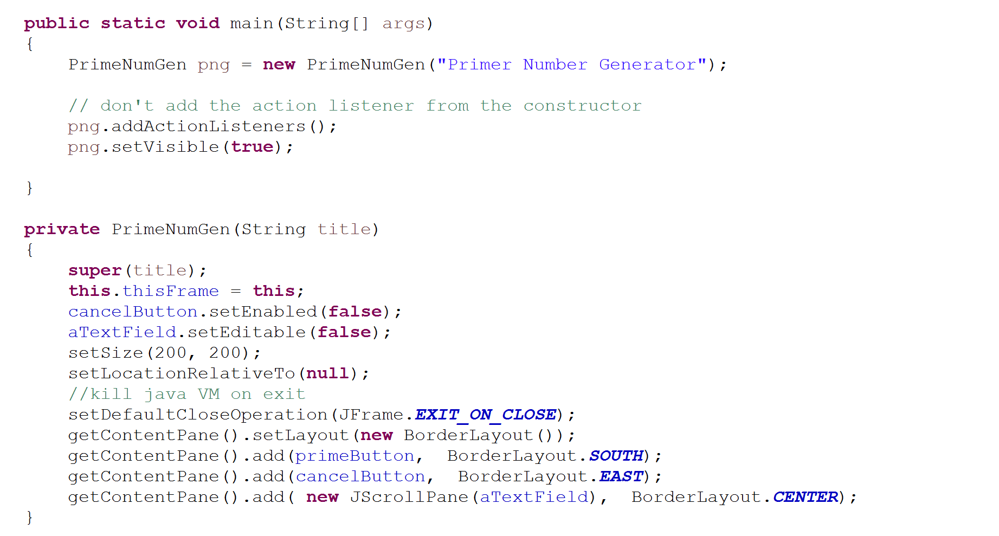 public static void main(String[] args)
{
    PrimeNumGen png = new PrimeNumGen("Primer Number Generator");
    // don't add the action listener from the constructor
    png.addActionListeners();
    png.setVisible(true);
}
private PrimeNumGen(String title)
{
    super(title);
    this.thisFrame = this;
    cancelButton.setEnabled(false);
    aTextField.setEditable(false);
    setSize(200, 200);
    setLocationRelativeTo(null);
    //kill java VM on exit
    setDefaultCloseOperation(JFrame.EXIT_ON_CLOSE);
    getContentPane().setLayout(new BorderLayout());
    getContentPane().add(primeButton,  BorderLayout.SOUTH);
    getContentPane().add(cancelButton,  BorderLayout.EAST);
    getContentPane().add( new JScrollPane(aTextField),  BorderLayout.CENTER);
}